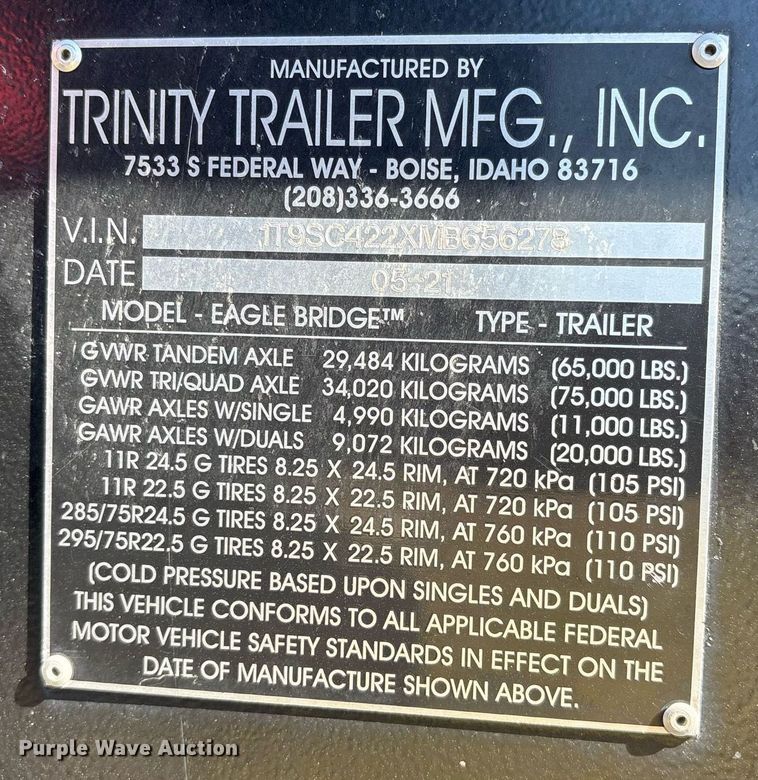 MANUFACTURED BY
TRINITY TRAILER MFG., INC.
7533 S FEDERAL WAY - BOISE, IDAHO 83716
(208)336-3666
V.I.N. 1T9SC422XMB656273
DATE 05-21
MODEL - EAGLE BRIDGE™ TYPE - TRAILER
GVWR TANDEM AXLE 29,484 KILOGRAMS (65,000 LBS.)
GVWR TRI/QUAD AXLE 34,020 KILOGRAMS (75,000 LBS.)
GAWR AXLES W/SINGLE 4,990 KILOGRAMS (11,000 LBS.)
GAWR AXLES W/DUALS 9,072 KILOGRAMS (20,000 LBS.)
11R 24.5 G TIRES 8.25 X 24.5 RIM, AT 720 kPa (105 PSI)
11R 22.5 G TIRES 8.25 X 22.5 RIM, AT 720 kPa (105 PSI)
285/75R24.5 G TIRES 8.25 X 24.5 RIM, AT 760 kPa (110 PSI)
295/75R22.5 G TIRES 8.25 X 22.5 RIM, AT 760 kPa (110 PSI)
(COLD PRESSURE BASED UPON SINGLES AND DUALS)
THIS VEHICLE CONFORMS TO ALL APPLICABLE FEDERAL
MOTOR VEHICLE SAFETY STANDARDS IN EFFECT ON THE
DATE OF MANUFACTURE SHOWN ABOVE.
Purple Wave Auction